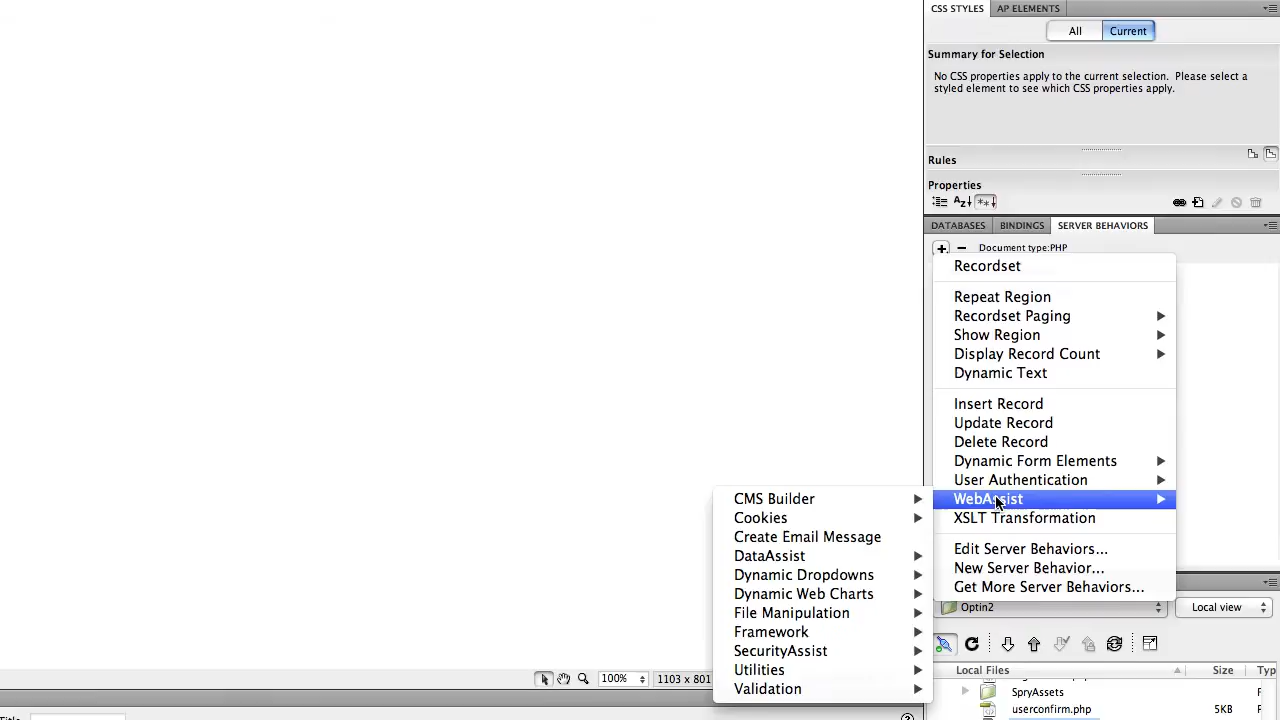 CSS STYLES AP ELEMENTS
All Current
Summary for Selection
No CSS properties apply to the current selection. Please select a
styled element to see which CSS properties apply.
Rules
Properties
DATABASES BINDINGS SERVER BEHAVIORS
Document type:PHP
Recordset
Repeat Region
Recordset Paging
Show Region
Display Record Count
Dynamic Text
Insert Record
Update Record
Delete Record
Dynamic Form Elements
User Authentication
WebAssist
XSLT Transformation
Edit Server Behaviors...
New Server Behavior...
Get More Server Behaviors...
CMS Builder
Cookies
Create Email Message
DataAssist
Dynamic Dropdowns
Dynamic Web Charts
File Manipulation
Framework
SecurityAssist
Utilities
Validation
Optin2 Local view
Local Files Size Typ
SpryAssets
userconfirm.php 5KB
100% 1103 x 801